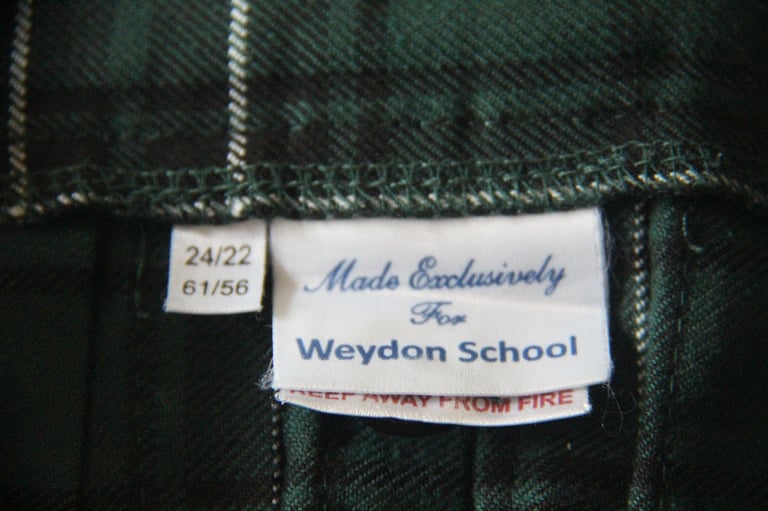 24/22
61/56
Made Exclusively
For
Weydon School
KEEP AWAY FROM FIRE